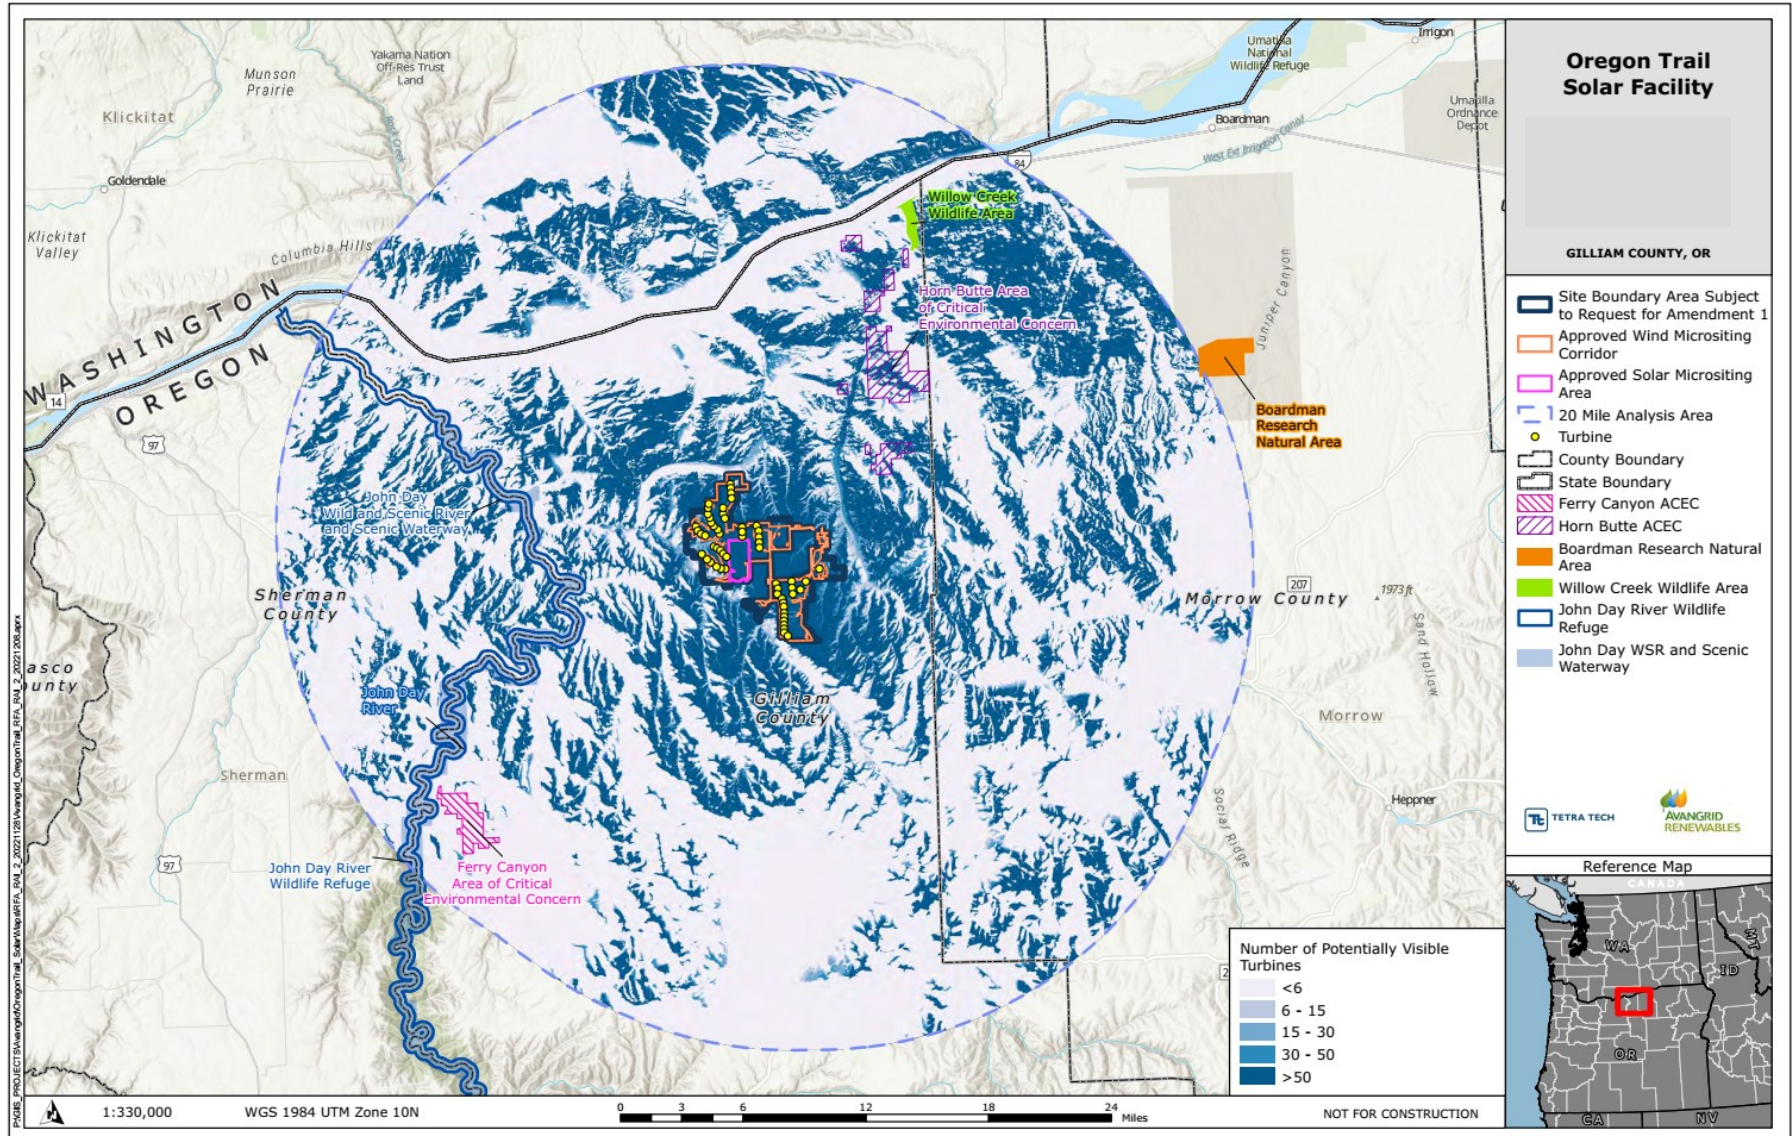 Yakama Nation
Off-Res Trust
Land
Munson
Prairie
Klickitat
Rock Creek
Goldendale
Klickitat
Valley
Columbia Hills
WASHINGTON
OREGON
14
97
Umatilla
National
Wildlife Refuge
Irrigon
Umatilla
Ordnance
Depot
Boardman
West Ext Irrigation Canal
84
Willow Creek
Wildlife Area
Horn Butte Area
of Critical
Environmental Concern
Juniper Canyon
Boardman
Research
Natural Area
John Day
Wild and Scenic River
and Scenic Waterway
Sherman
County
207
1973 ft
Morrow County
Sand Hollow
asco
ounty
John Day
River
Gilliam
County
Morrow
Sherman
Heppner
Social Ridge
97
John Day River
Wildlife Refuge
Ferry Canyon
Area of Critical
Environmental Concern
2
Number of Potentially Visible
Turbines
<6
6 - 15
15 - 30
30 - 50
>50
1:330,000
WGS 1984 UTM Zone 10N
0 3 6 12 18 24
Miles
NOT FOR CONSTRUCTION
Oregon Trail
Solar Facility
GILLIAM COUNTY, OR
Site Boundary Area Subject
to Request for Amendment 1
Approved Wind Micrositing
Corridor
Approved Solar Micrositing
Area
20 Mile Analysis Area
Turbine
County Boundary
State Boundary
Ferry Canyon ACEC
Horn Butte ACEC
Boardman Research Natural
Area
Willow Creek Wildlife Area
John Day River Wildlife
Refuge
John Day WSR and Scenic
Waterway
TETRA TECH
AVANGRID
RENEWABLES
Reference Map
CANADA
WA
MT
ID
OR
CA
NV